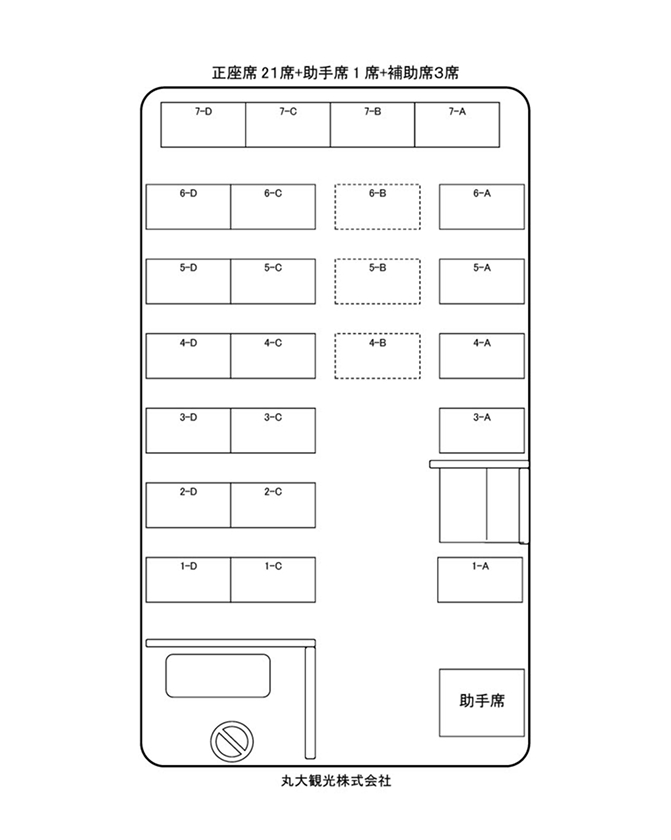 正座席21席+助手席1席+補助席3席
7-D 7-C 7-B 7-A
6-D 6-C 6-B 6-A
5-D 5-C 5-B 5-A
4-D 4-C 4-B 4-A
3-D 3-C 3-A
2-D 2-C
1-D 1-C 1-A
助手席
丸大観光株式会社